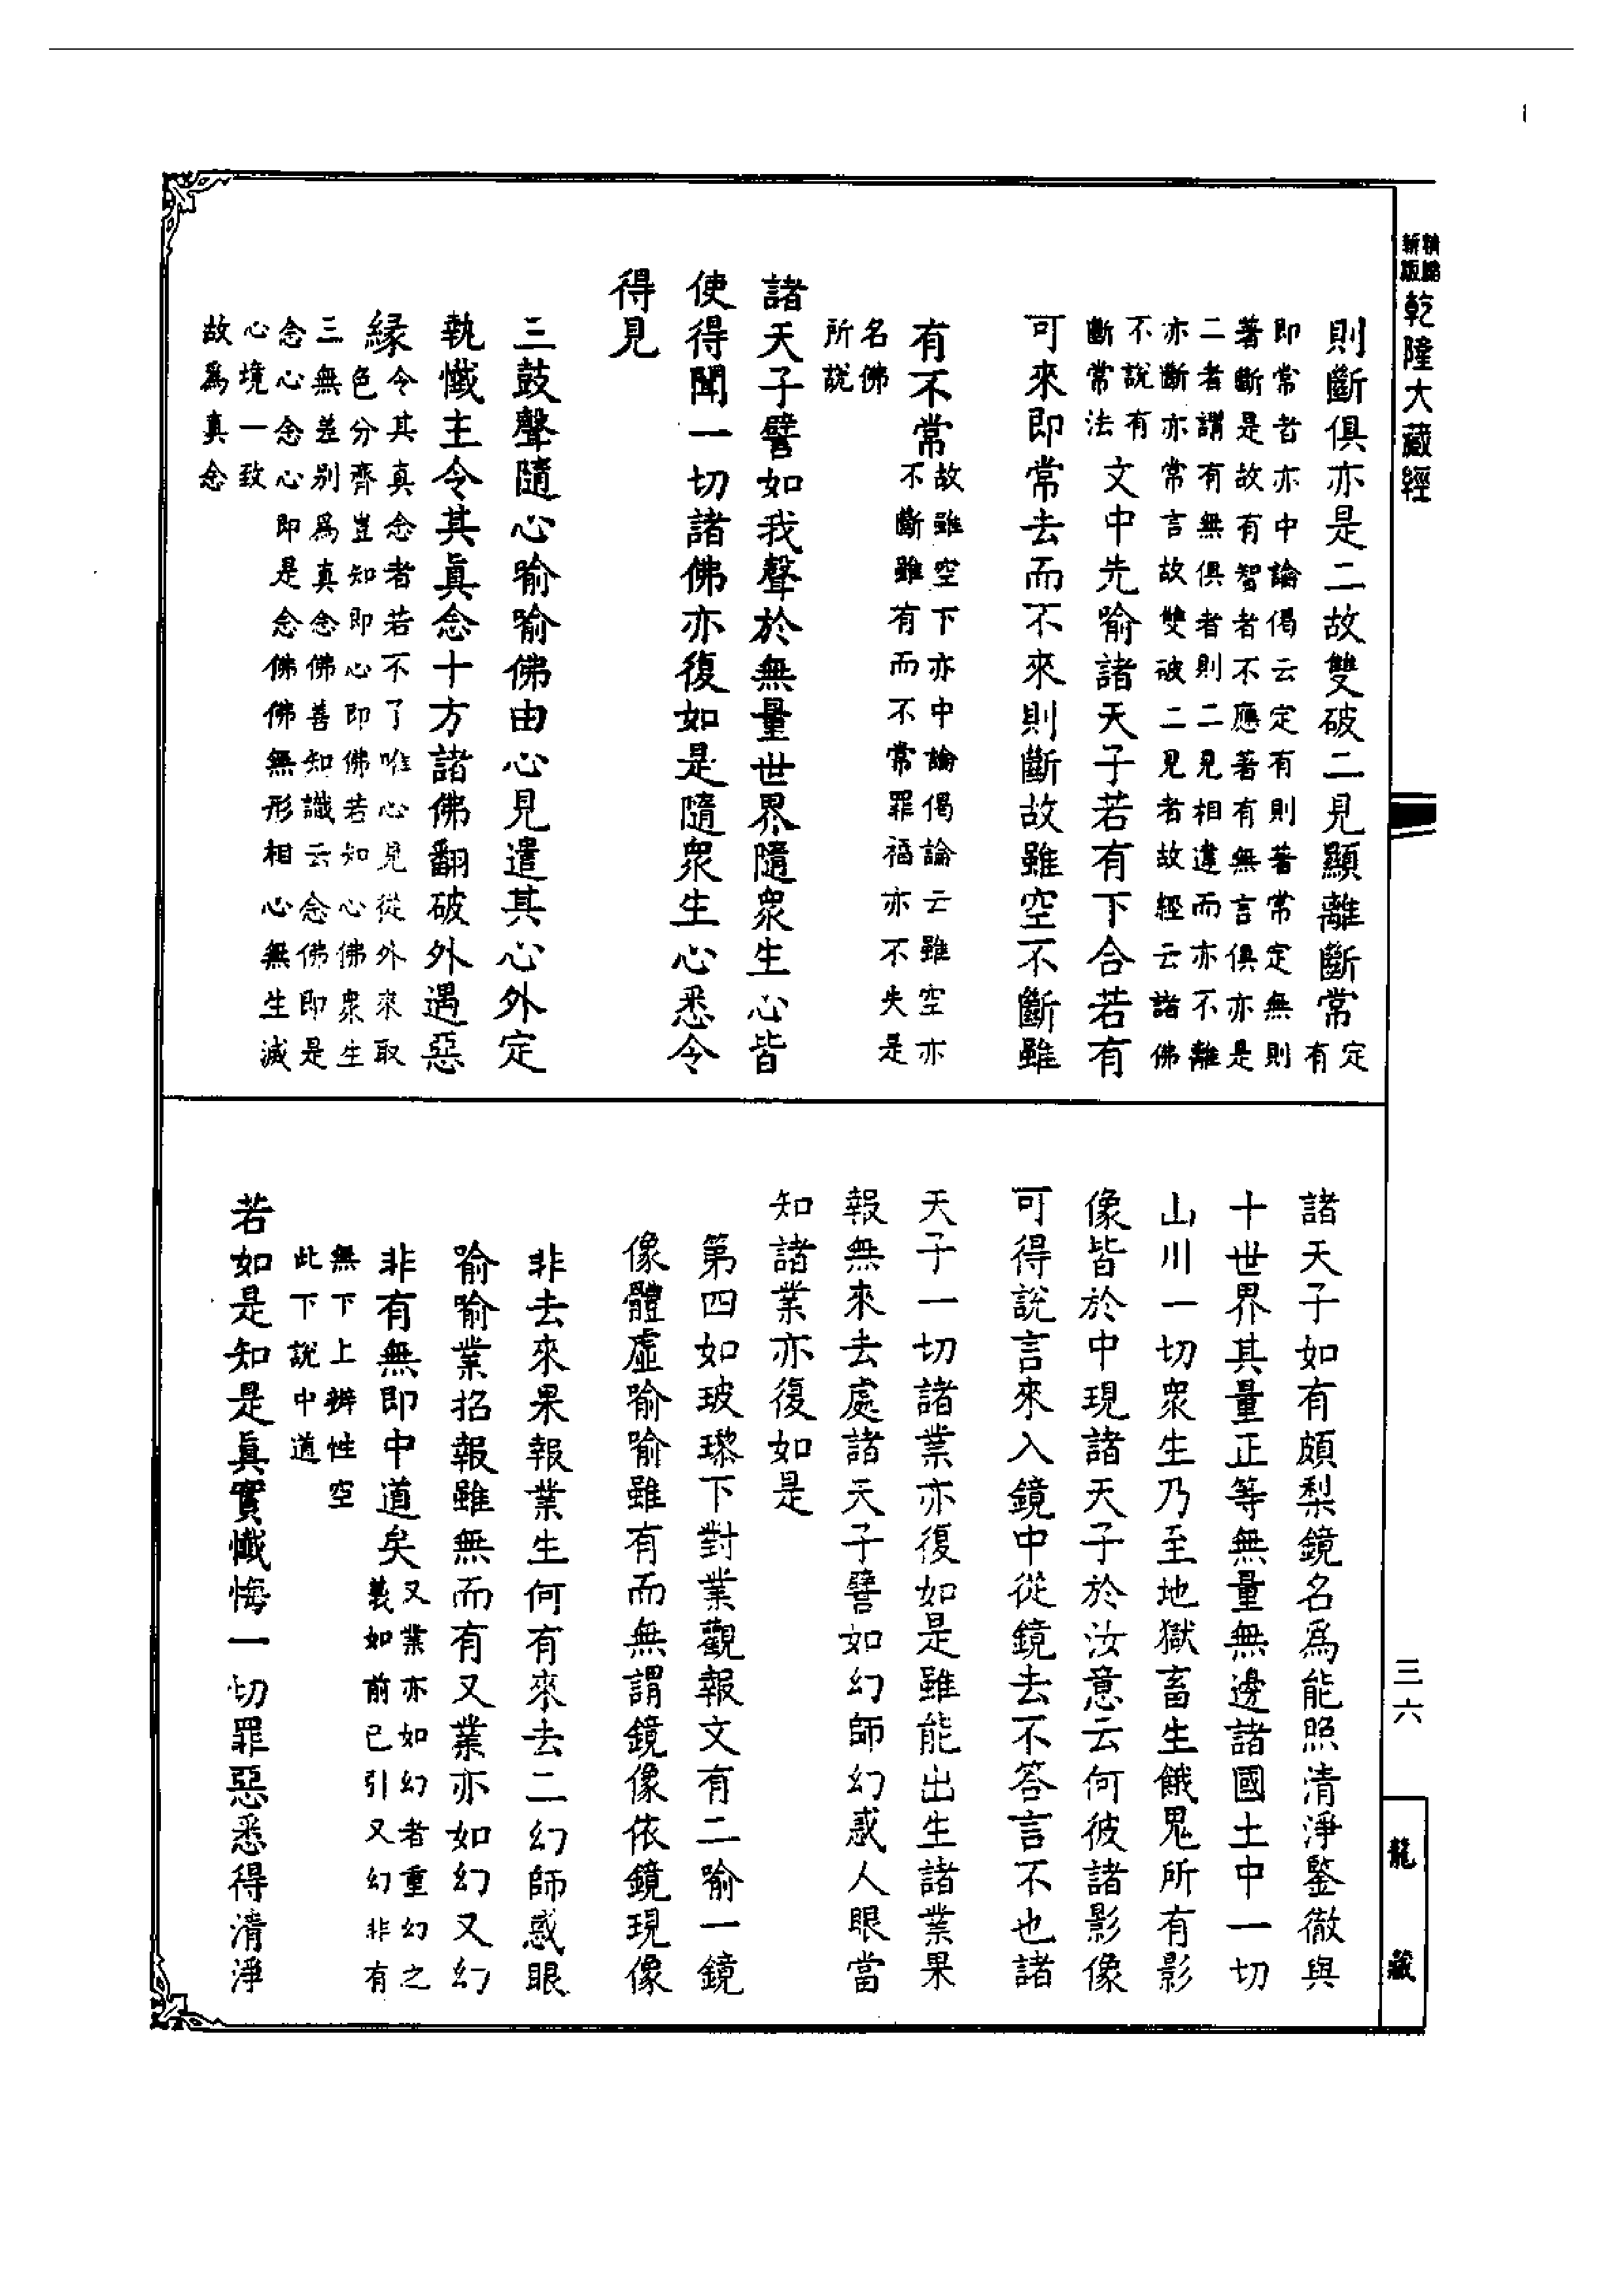 精縮
新版
乾隆大藏經
則斷俱亦是二故雙破二見顯離斷常定有
即常者亦中論偈云定有則著常定無則
著斷是故有智者不應著有無言俱亦是
二者謂有無俱者則二見相違而亦不離
亦斷亦常言故雙破二見者故經云諸佛
不說有
斷常法
文中先喻諸天子若有下合若有
可來即常去而不來則斷故雖空不斷雖
有不常
故雖空下亦中論偈論云雖空亦
不斷雖有而不常罪福亦不失是
名佛
所說
諸天子譬如我聲於無量世界隨衆生心皆
使得聞一切諸佛亦復如是隨衆生心悉令
得見
三鼓聲隨心喻喻佛由心見遣其心外定
執懺主令其眞念十方諸佛翻破外遇惡
緣
令其真念者若不了唯心見從外來取
色分齊豈知即心即佛若知心佛衆生
三無差別為真念佛善知識云念佛即是
念心念心即是念佛佛無形相心無生滅
心境一致
故為真念
諸天子如有頗梨鏡名爲能照清淨鑒徹與
十世界其量正等無量無邊諸國土中一切
山川一切衆生乃至地獄畜生餓鬼所有影
像皆於中現諸天子於汝意云何彼諸影像
可得說言來入鏡中從鏡去不答言不也諸
天子一切諸業亦復如是雖能出生諸業果
報無來去處諸天子譬如幻師幻惑人眼當
知諸業亦復如是
第四如玻瓈下對業觀報文有二喻一鏡
像體虛喻喻雖有而無謂鏡像依鏡現像
非去來果報業生何有來去二幻師惑眼
喻喻業招報雖無而有又業亦如幻又幻
非有無即中道矣
又業亦如幻者重幻之
義如前已引又幻非有
無下上辨性空
此下說中道
若如是知是眞實懺悔一切罪惡悉得清淨
三六
龍藏